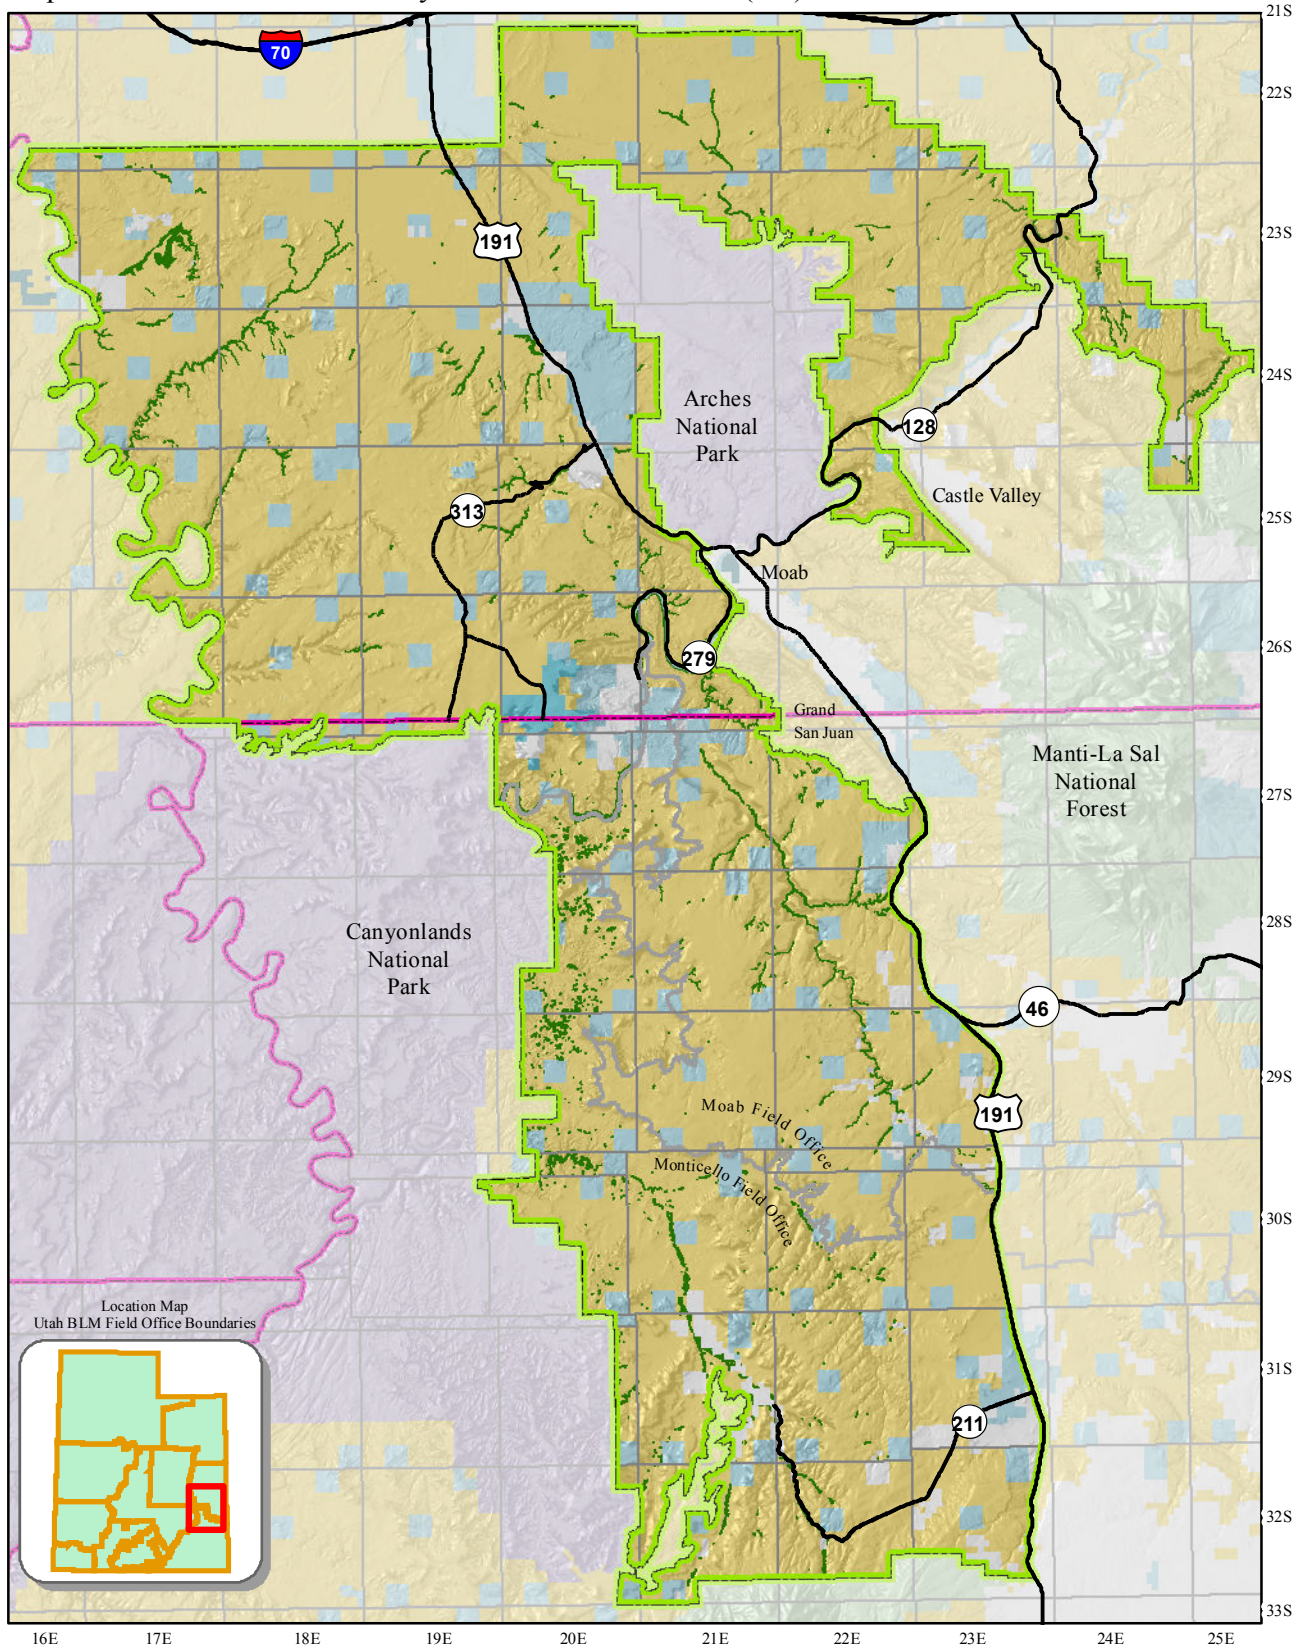 21S
70
22S
191
23S
24S
Arches
National
Park
128
Castle Valley
313
25S
Moab
279
26S
Grand
San Juan
Manti-La Sal
National
Forest
27S
Canyonlands
National
Park
28S
46
29S
Moab Field Office
191
Monticello Field Office
30S
Location Map
Utah BLM Field Office Boundaries
31S
211
32S
33S
16E 17E 18E 19E 20E 21E 22E 23E 24E 25E